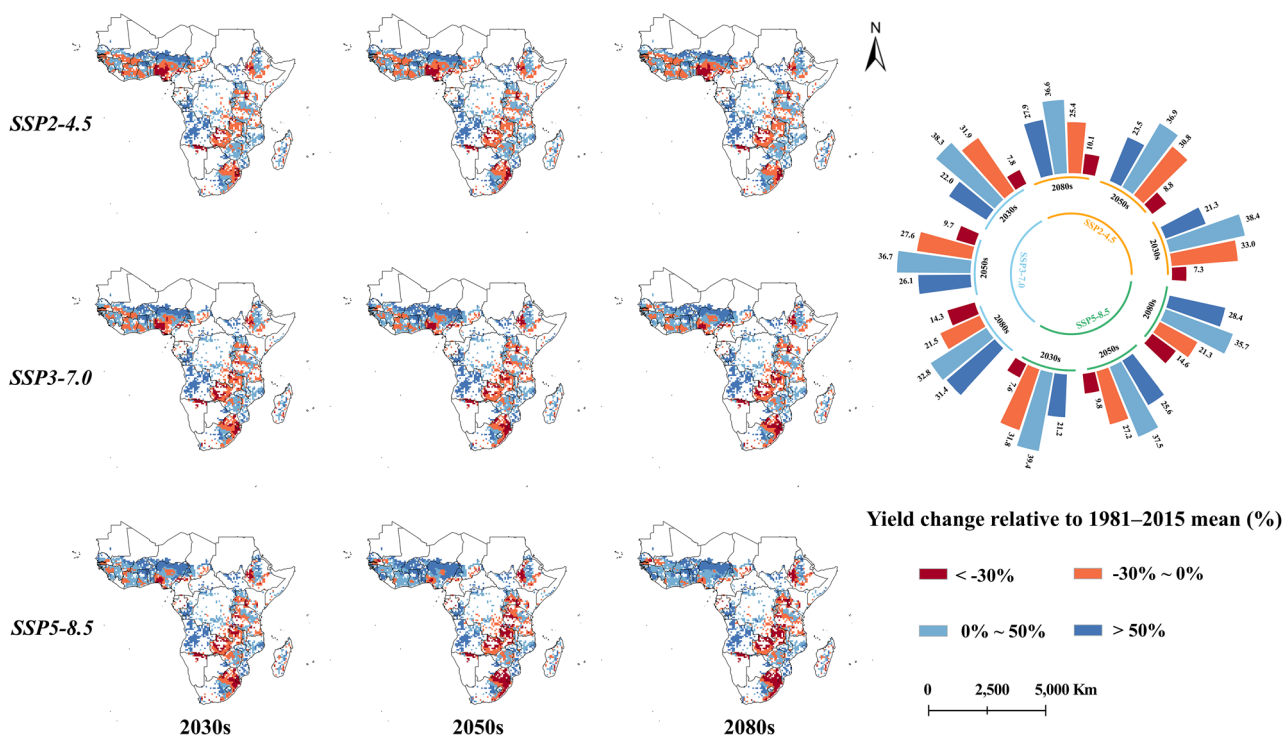 SSP2-4.5
SSP3-7.0
SSP5-8.5
2030s
2050s
2080s
N
27.9
36.6
25.4
10.1
2080s
23.5
36.9
30.8
8.8
2050s
21.3
38.4
33.0
7.3
2030s
SSP2-4.5
28.4
35.7
21.3
14.6
2080s
25.6
37.5
27.2
9.8
2050s
21.2
39.4
31.8
7.6
2030s
SSP5-8.5
31.4
32.8
21.5
14.3
2080s
26.1
36.7
27.6
9.7
2050s
22.0
38.3
31.9
7.8
2030s
SSP3-7.0
Yield change relative to 1981–2015 mean (%)
< -30%
-30% ~ 0%
0% ~ 50%
> 50%
0 2,500 5,000 Km